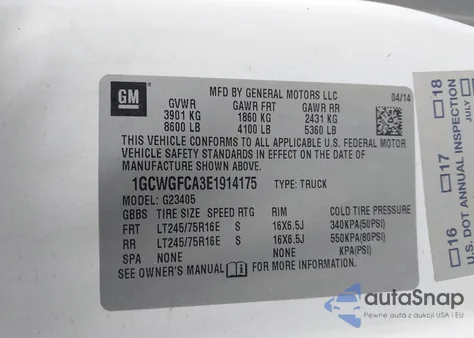 GM
MFD BY GENERAL MOTORS LLC
04/14
GVWR GAWR FRT GAWR RR
3901 KG 1860 KG 2431 KG
8600 LB 4100 LB 5360 LB
THIS VEHICLE CONFORMS TO ALL APPLICABLE U.S. FEDERAL MOTOR
VEHICLE SAFETY STANDARDS IN EFFECT ON THE DATE OF
MANUFACTURE SHOWN ABOVE.
1GCWGFCA3E1914175 TYPE: TRUCK
MODEL: G23405
GBBS TIRE SIZE SPEED RTG RIM COLD TIRE PRESSURE
FRT LT245/75R16E S 16X6.5J 340KPA(50PSI)
RR LT245/75R16E S 16X6.5J 550KPA(80PSI)
SPA NONE NONE KPA(PSI)
SEE OWNER'S MANUAL FOR MORE INFORMATION.
U.S. DOT ANNUAL INSPECTION
17
18
JULY
autoSnap
Pewne auta z aukcji USA i EU